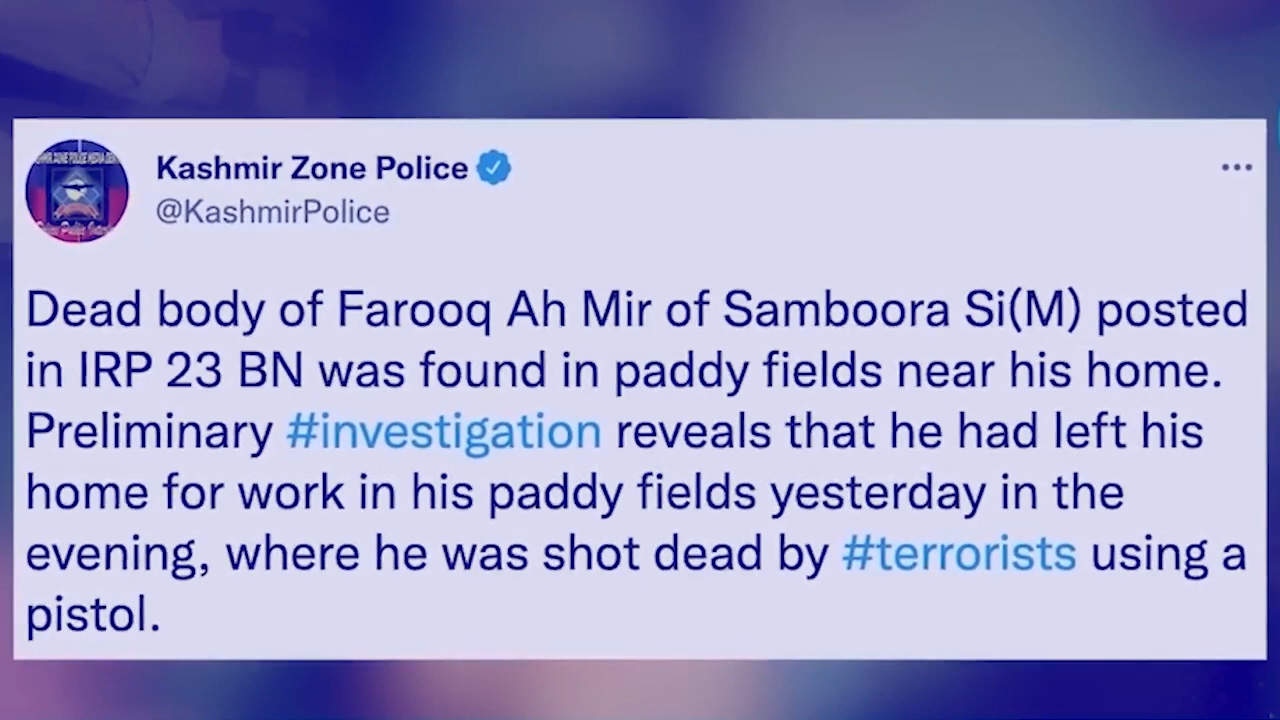 Kashmir Zone Police
@KashmirPolice
Dead body of Farooq Ah Mir of Samboora Si(M) posted
in IRP 23 BN was found in paddy fields near his home.
Preliminary #investigation reveals that he had left his
home for work in his paddy fields yesterday in the
evening, where he was shot dead by #terrorists using a
pistol.